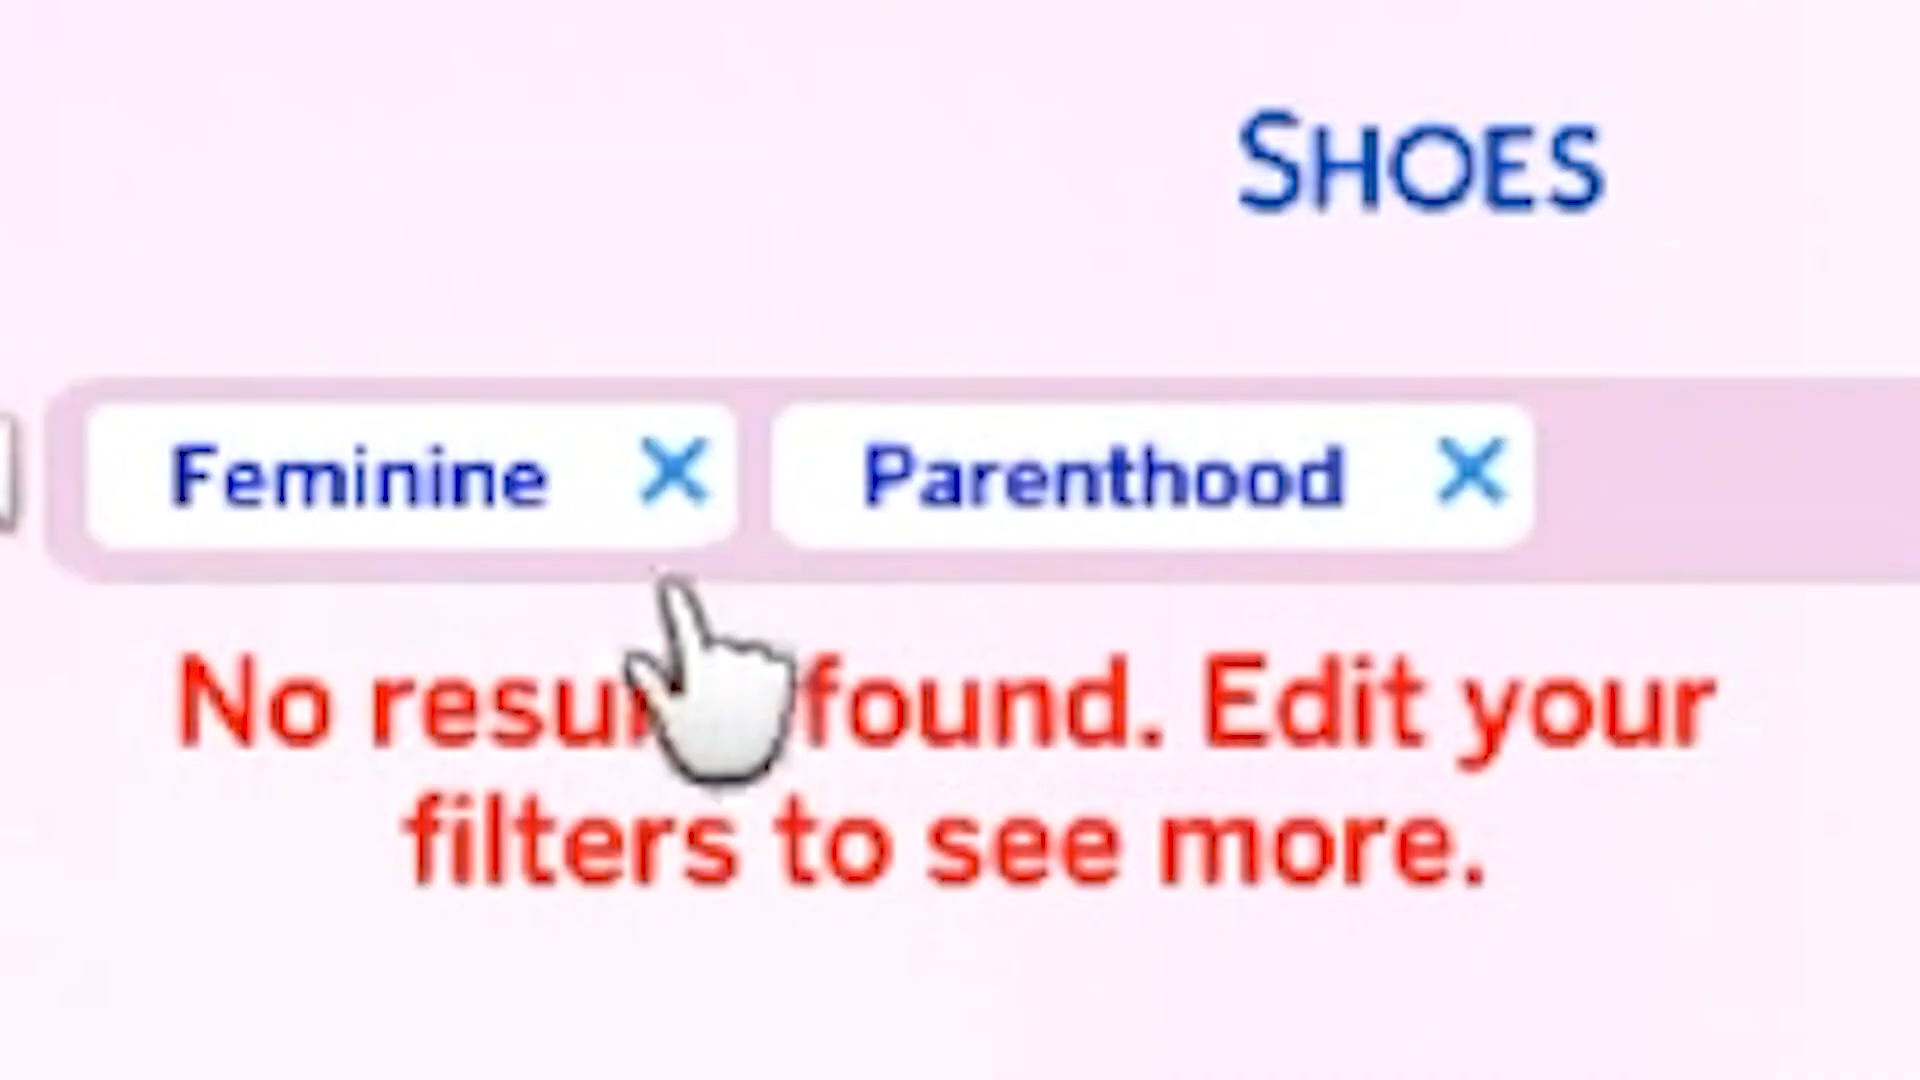 SHOES
Feminine Parenthood
No found. Edit your
filters to see more.